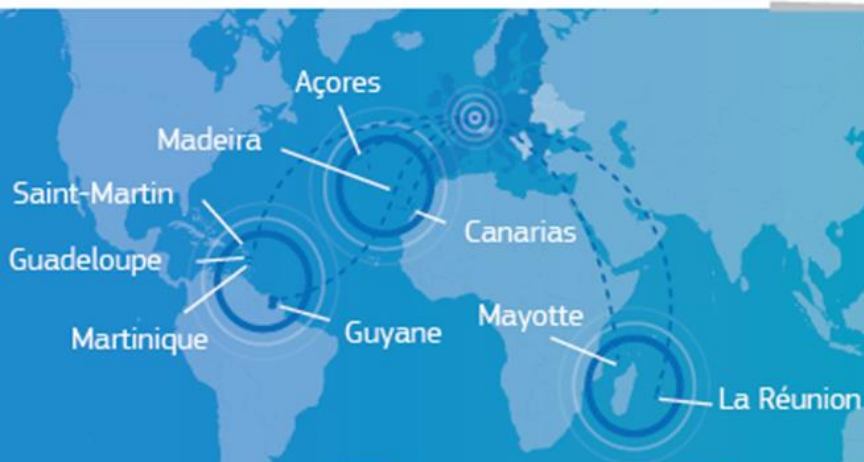 Açores
Madeira
Saint-Martin
Guadeloupe
Canarias
Mayotte
Martinique
Guyane
La Réunion